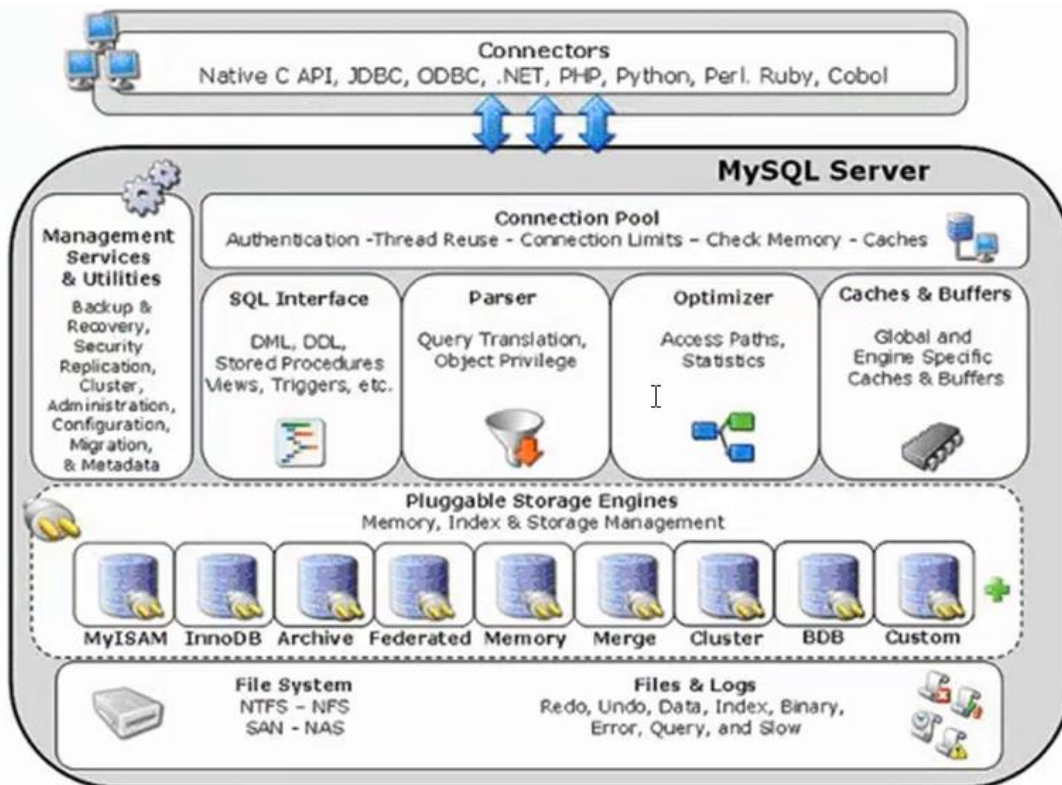 Connectors
Native C API, JDBC, ODBC, .NET, PHP, Python, Perl. Ruby, Cobol
MySQL Server
Management
Services
& Utilities
Backup &
Recovery,
Security
Replication,
Cluster,
Administration,
Configuration,
Migration,
& Metadata
Connection Pool
Authentication -Thread Reuse - Connection Limits – Check Memory - Caches
SQL Interface
DML, DDL,
Stored Procedures
Views, Triggers, etc.
Parser
Query Translation,
Object Privilege
Optimizer
Access Paths,
Statistics
Caches & Buffers
Global and
Engine Specific
Caches & Buffers
Pluggable Storage Engines
Memory, Index & Storage Management
MyISAM
InnoDB
Archive
Federated
Memory
Merge
Cluster
BDB
Custom
File System
NTFS – NFS
SAN - NAS
Files & Logs
Redo, Undo, Data, Index, Binary,
Error, Query, and Slow